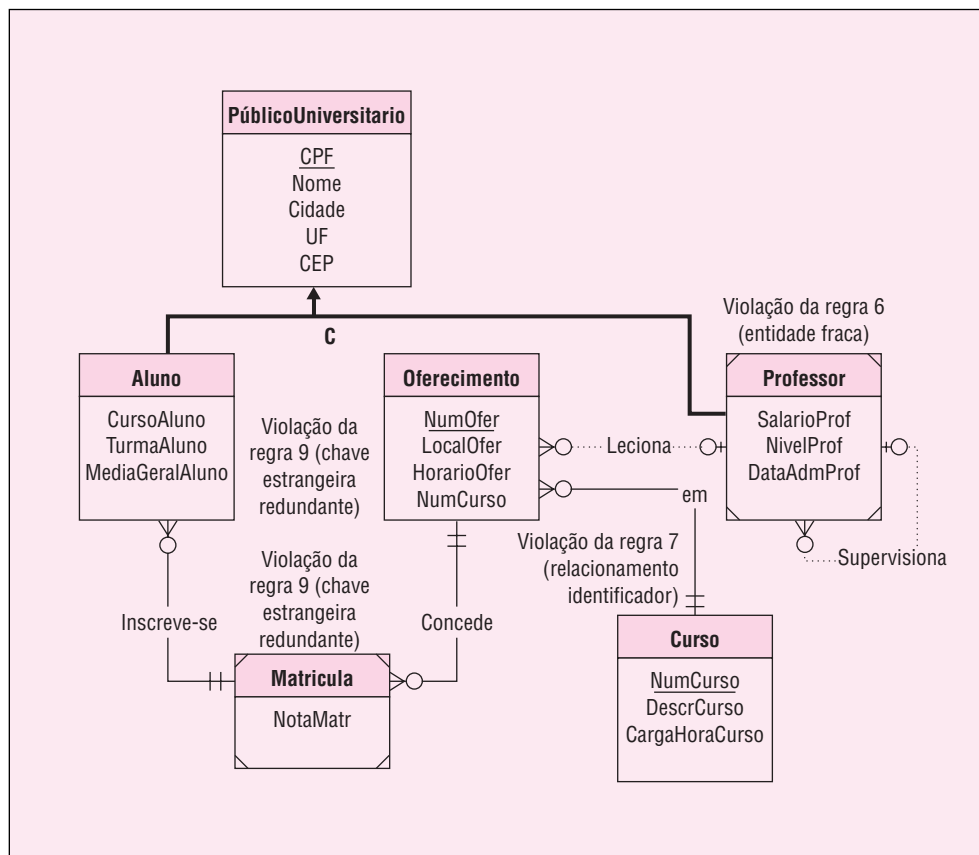 PúblicoUniversitario
CPF
Nome
Cidade
UF
CEP
C
Violação da regra 6
(entidade fraca)
Aluno
CursoAluno
TurmaAluno
MediaGeralAluno
Violação da
regra 9 (chave
estrangeira
redundante)
Oferecimento
NumOfer
LocalOfer
HorarioOfer
NumCurso
Leciona
em
Professor
SalarioProf
NivelProf
DataAdmProf
Supervisiona
Violação da regra 7
(relacionamento
identificador)
Violação da
regra 9 (chave
estrangeira
redundante)
Inscreve-se
Concede
Matricula
NotaMatr
Curso
NumCurso
DescrCurso
CargaHoraCurso